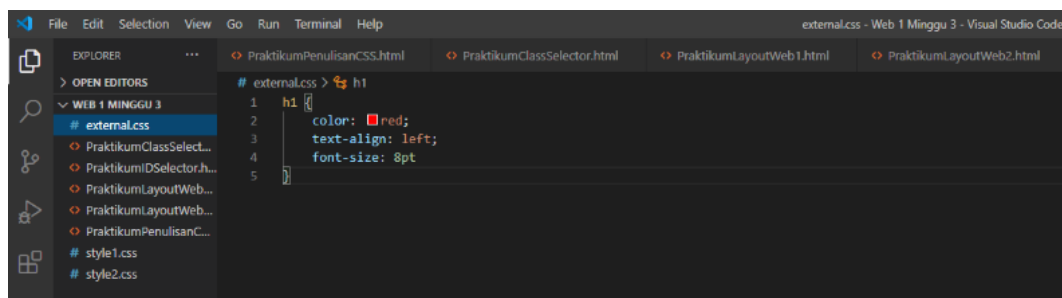 File Edit Selection View Go Run Terminal Help external.css - Web 1 Minggu 3 - Visual Studio Code
EXPLORER ... PraktikumPenulisanCSS.html PraktikumClassSelector.html PraktikumLayoutWeb1.html PraktikumLayoutWeb2.html
OPEN EDITORS # external.css > h1
WEB 1 MINGGU 3
# external.css
PraktikumClassSelect...
PraktikumIDSelector.h...
PraktikumLayoutWeb...
PraktikumLayoutWeb...
PraktikumPenulisanC...
# style1.css
# style2.css
1 h1 {
2 color: red;
3 text-align: left;
4 font-size: 8pt
5 }